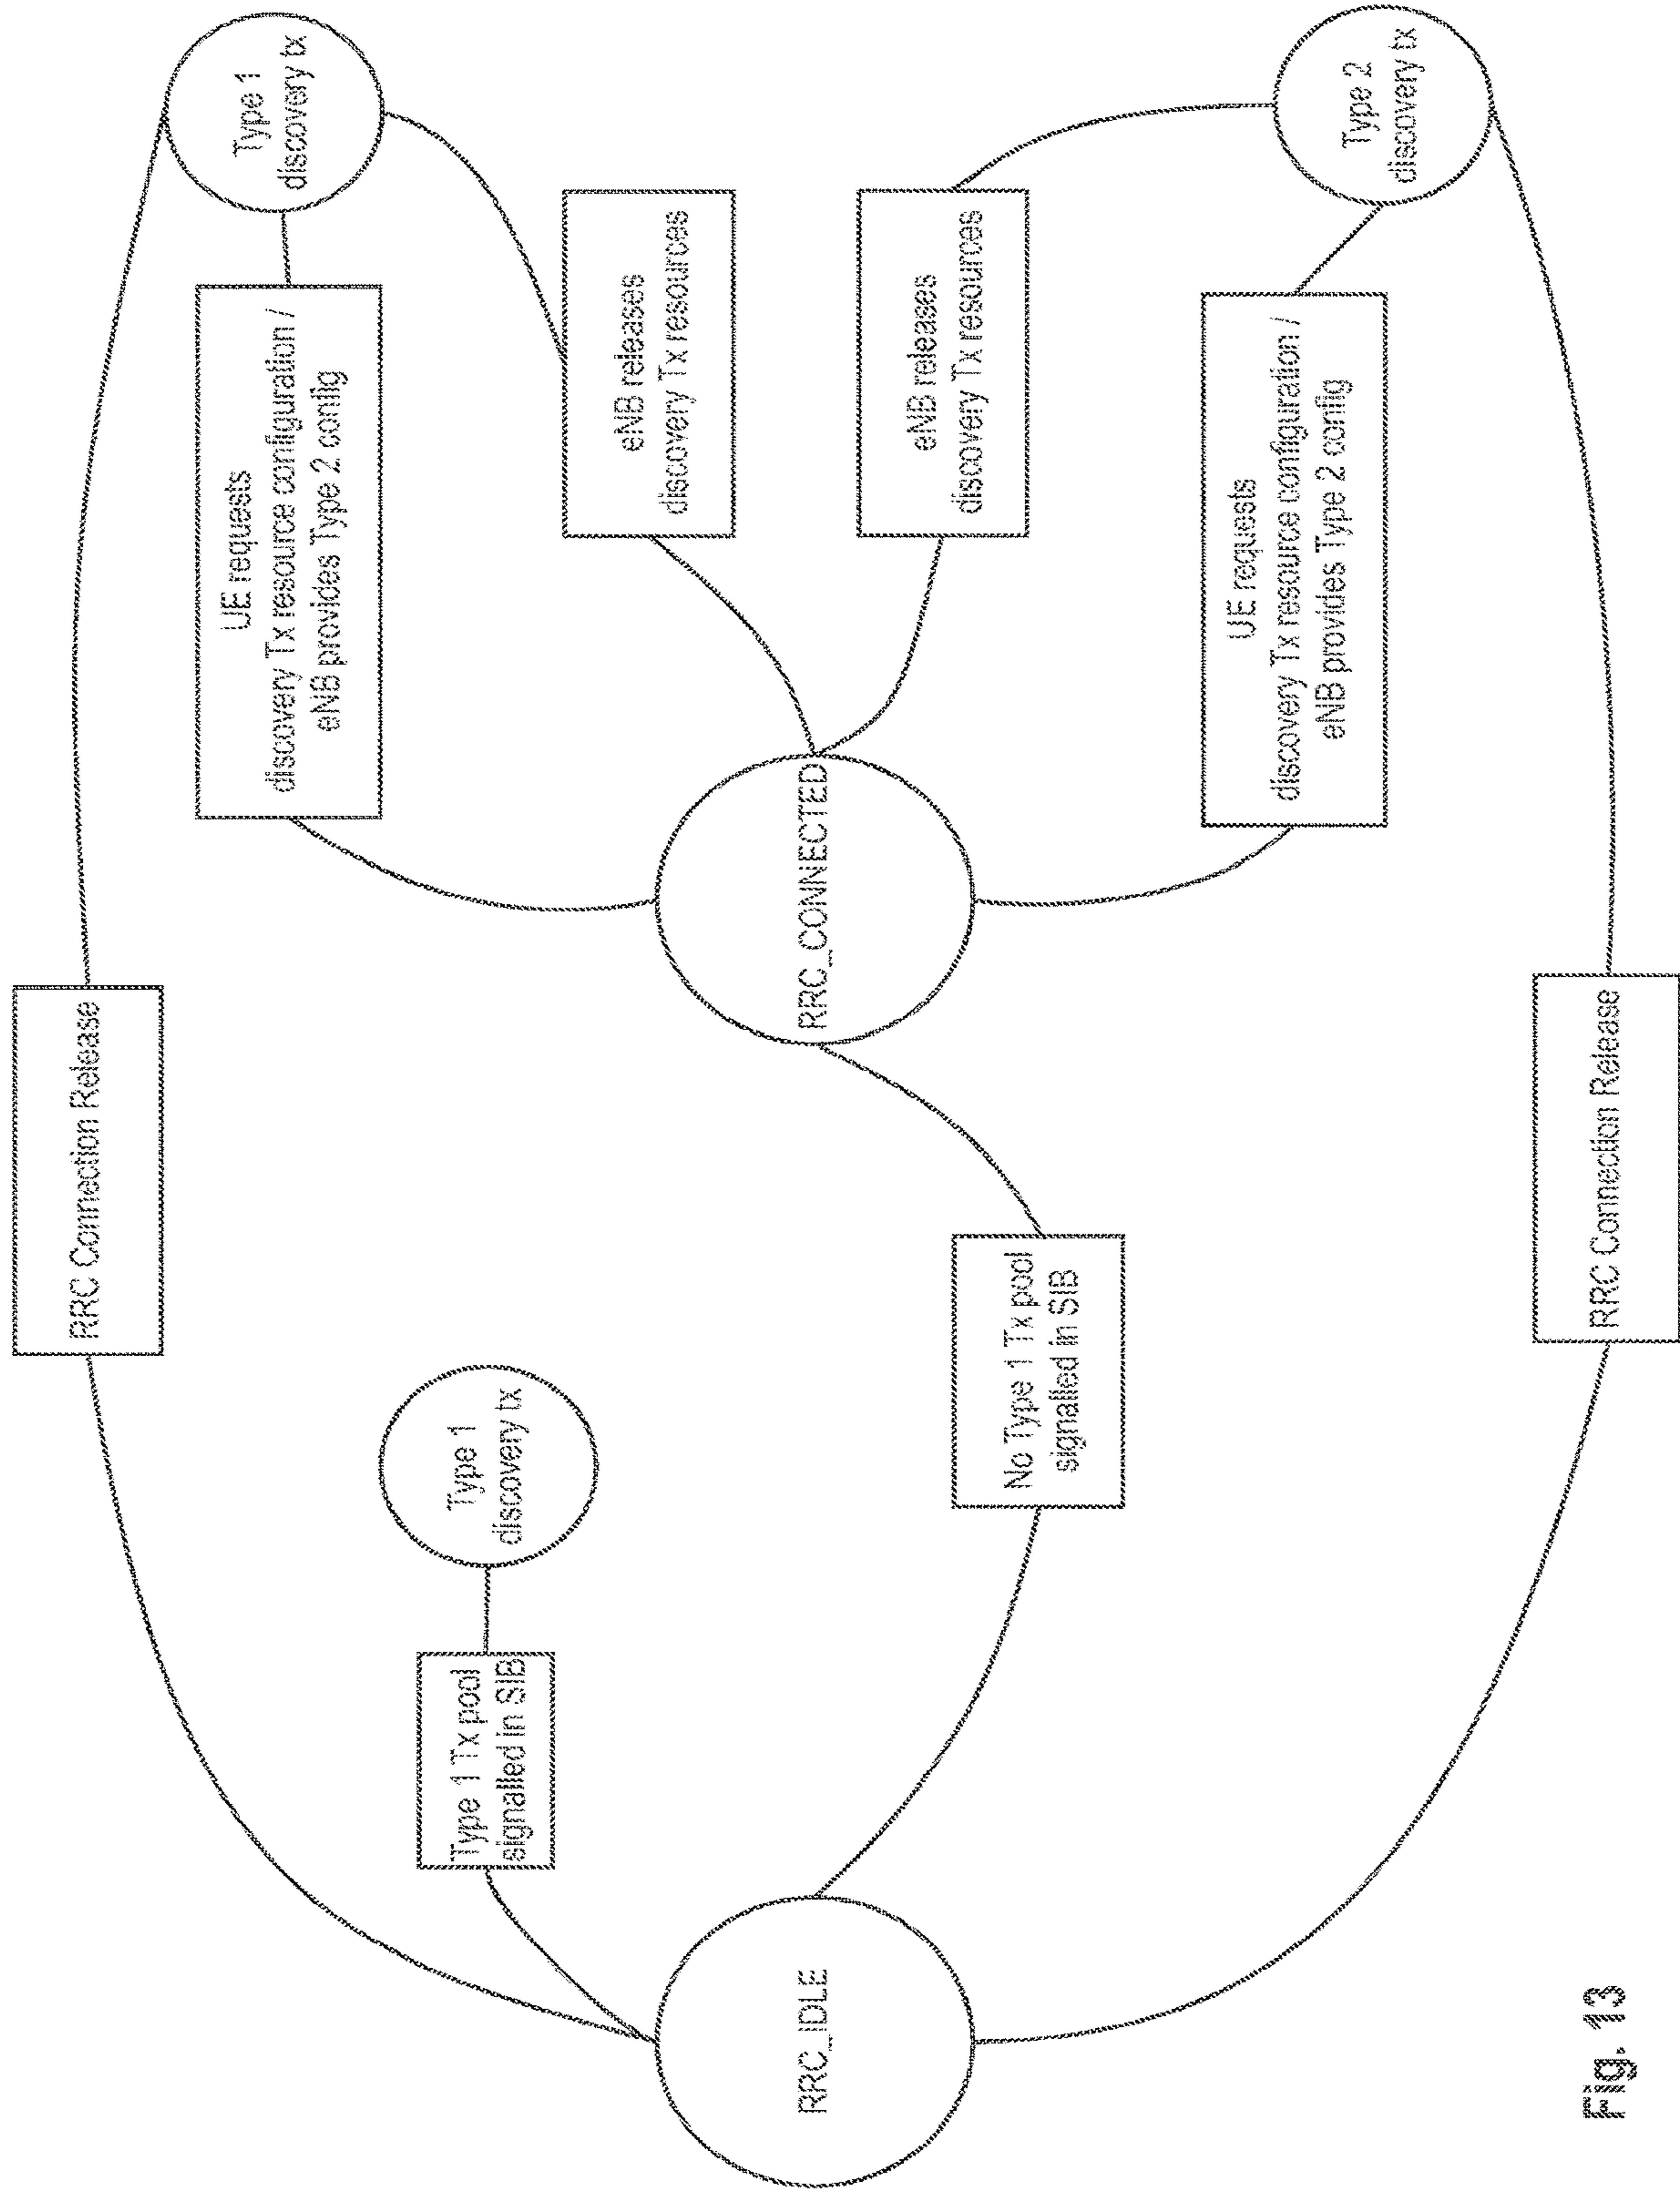 RRC Connection Release
Type 1
discovery tx
UE requests
discovery Tx resource configuration /
eNB provides Type 2 config
Type 1 Tx pool
signalled in SIB
Type 1
discovery tx
eNB releases
discovery Tx resources
RRC_IDLE
RRC_CONNECTED
No Type 1 Tx pool
signalled in SIB
eNB releases
discovery Tx resources
UE requests
discovery Tx resource configuration /
eNB provides Type 2 config
Type 2
discovery tx
RRC Connection Release
Fig. 13